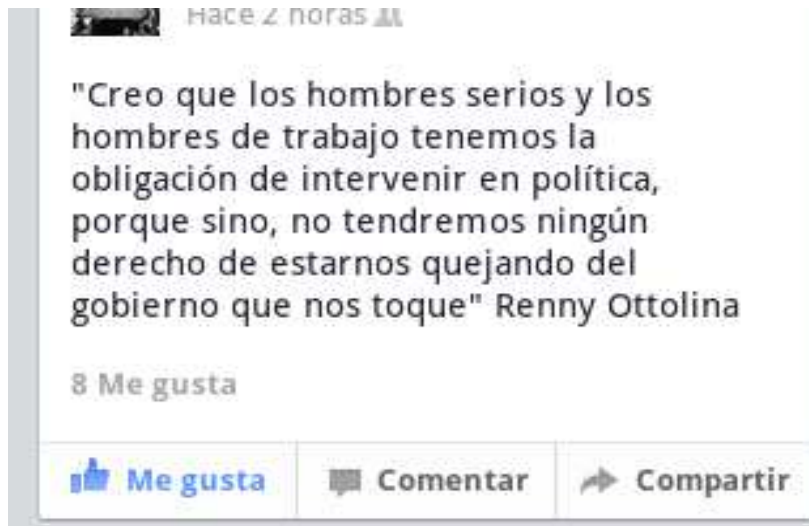 Hace 2 horas
"Creo que los hombres serios y los
hombres de trabajo tenemos la
obligación de intervenir en política,
porque sino, no tendremos ningún
derecho de estarnos quejando del
gobierno que nos toque" Renny Ottolina
8 Me gusta
Me gusta Comentar Compartir